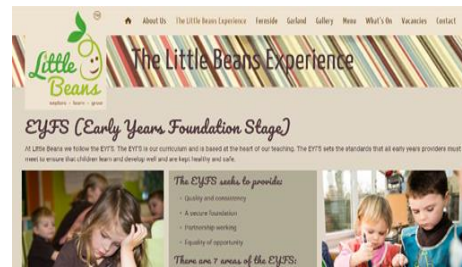 About Us The Little Beans Experience Fernside Garland Gallery Menu What's On Vacancies Contact
Little
Beans
explore · learn · grow
The Little Beans Experience
EYFS (Early Years Foundation Stage)
At Little Beans we follow the EYFS. The EYFS is our curriculum and is based at the heart of our teaching. The EYFS sets the standards that all early years providers must
meet to ensure that children learn and develop well and are kept healthy and safe.
The EYFS seeks to provide:
- Quality and consistency
- A secure foundation
- Partnership working
- Equality of opportunity
There are 7 areas of the EYFS: